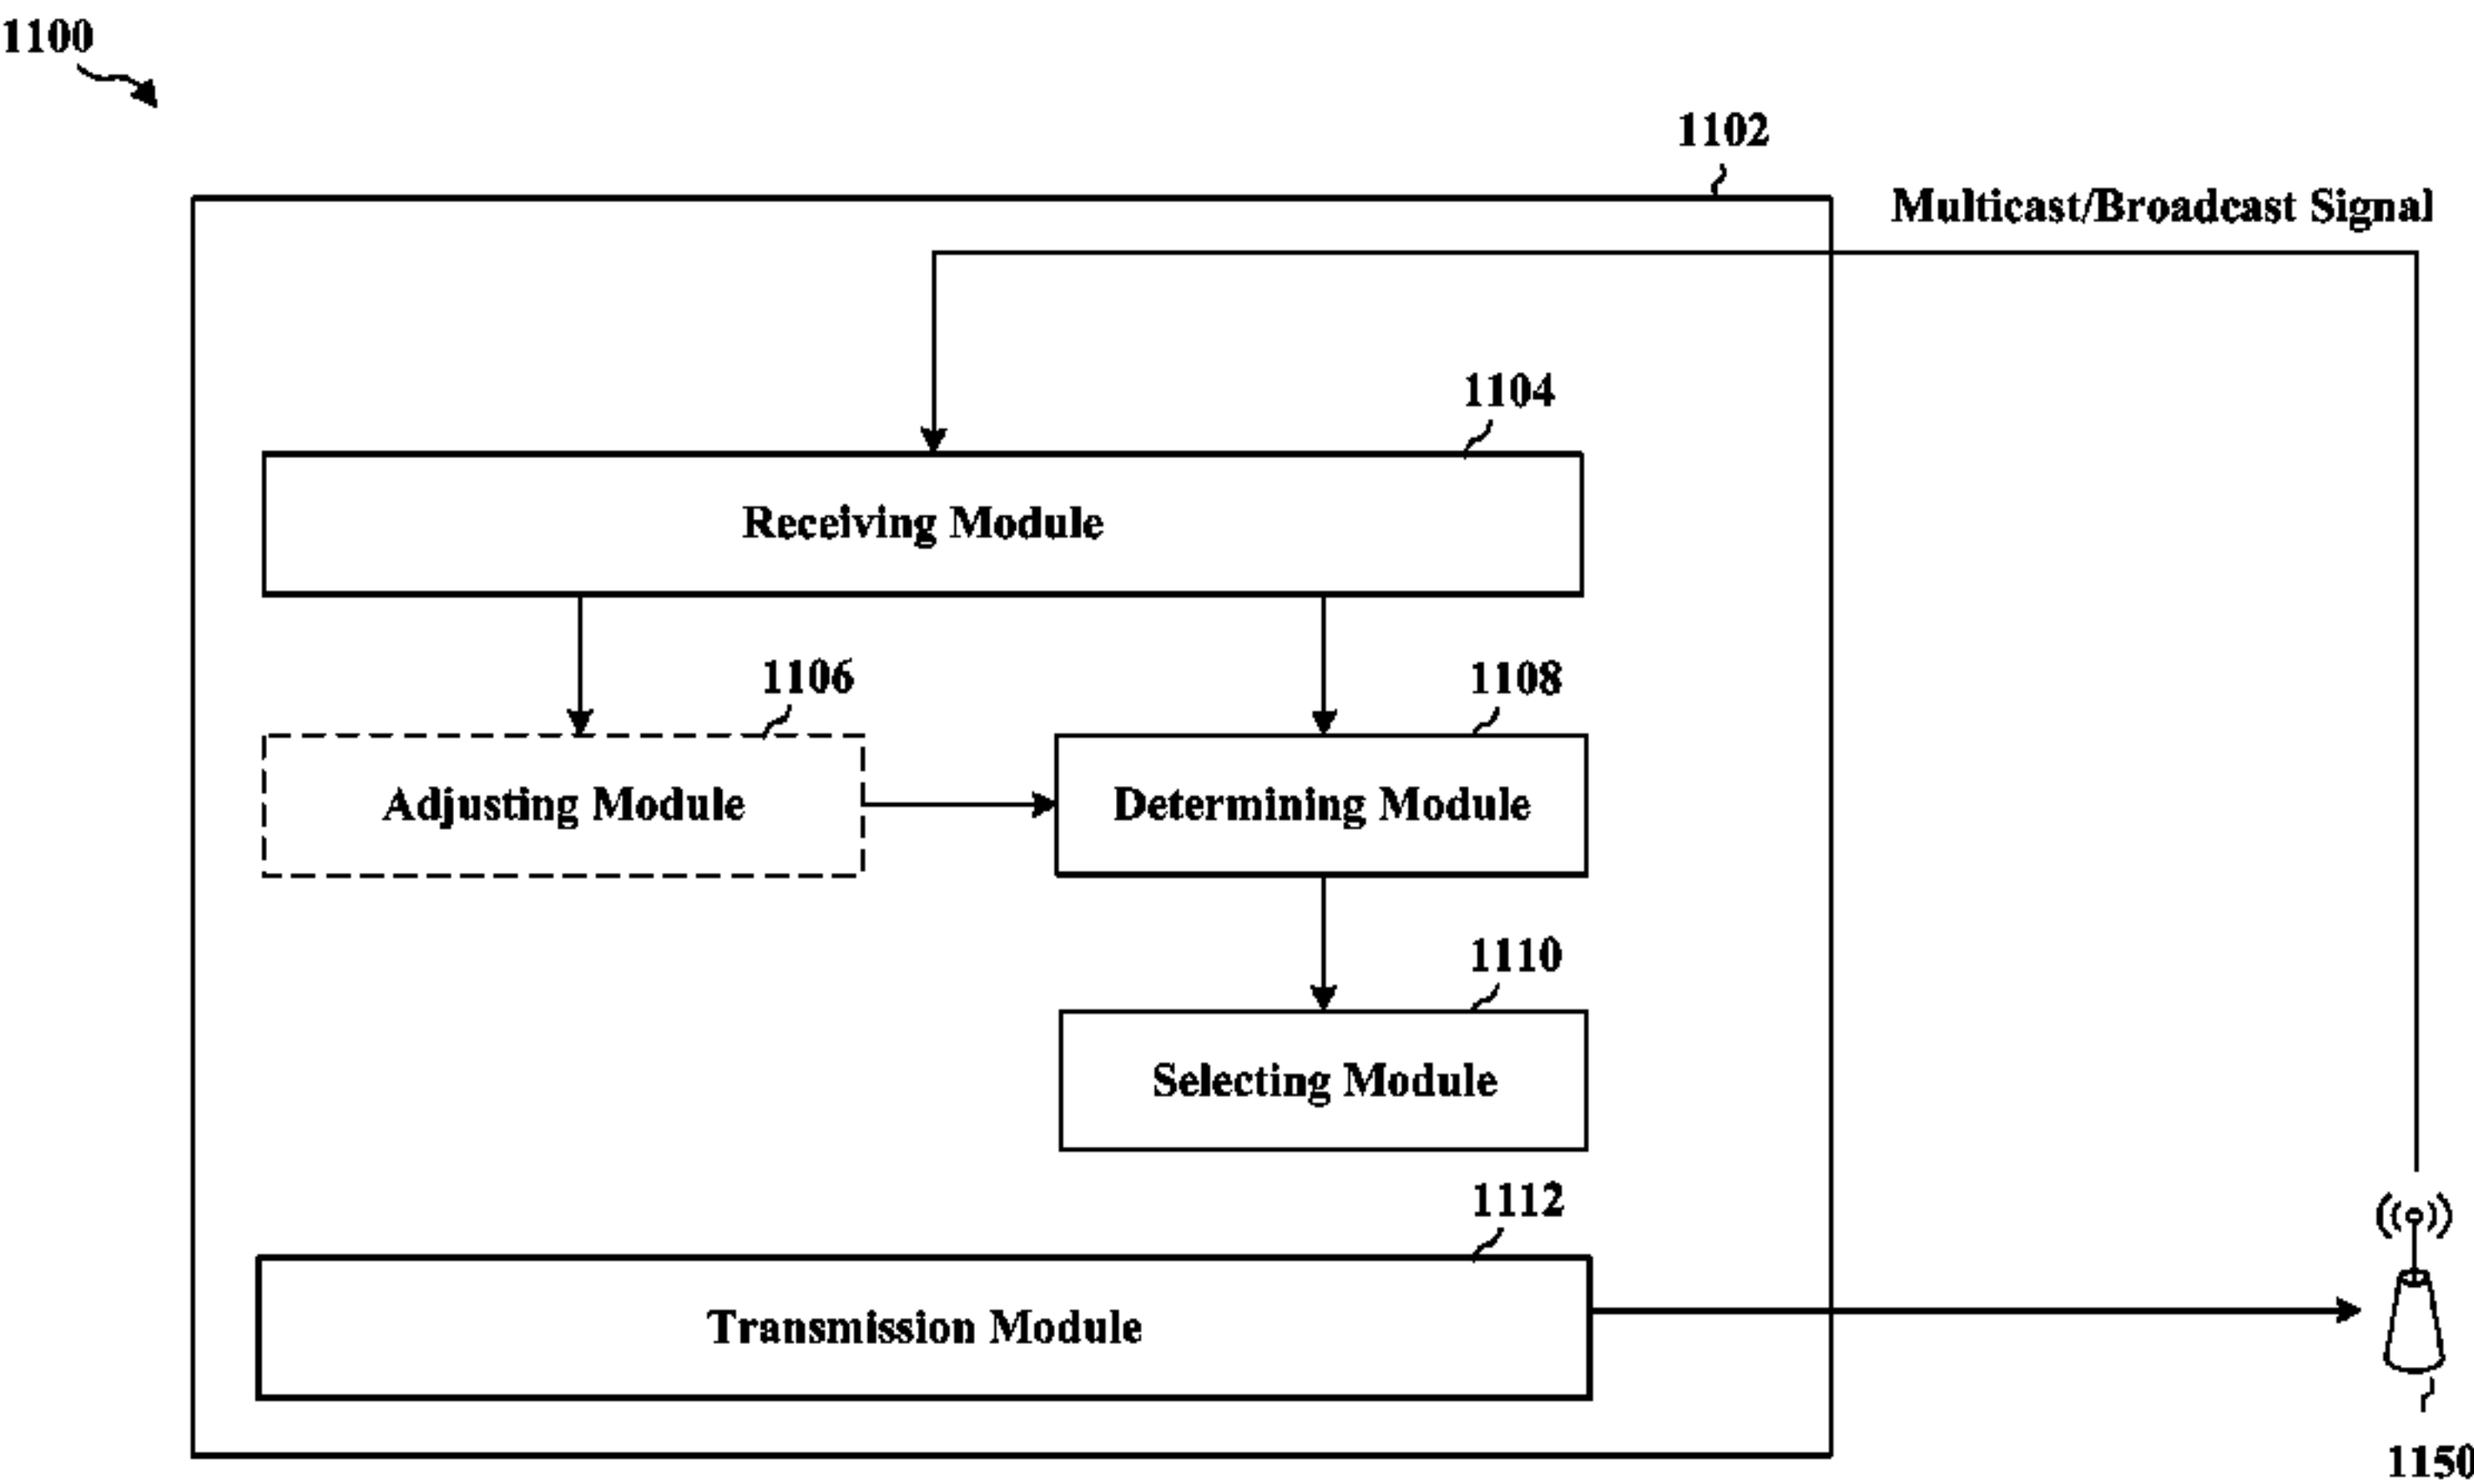 1100
1102
Multicast/Broadcast Signal
1104
Receiving Module
1106
1108
Adjusting Module
Determining Module
1110
Selecting Module
1112
Transmission Module
1150